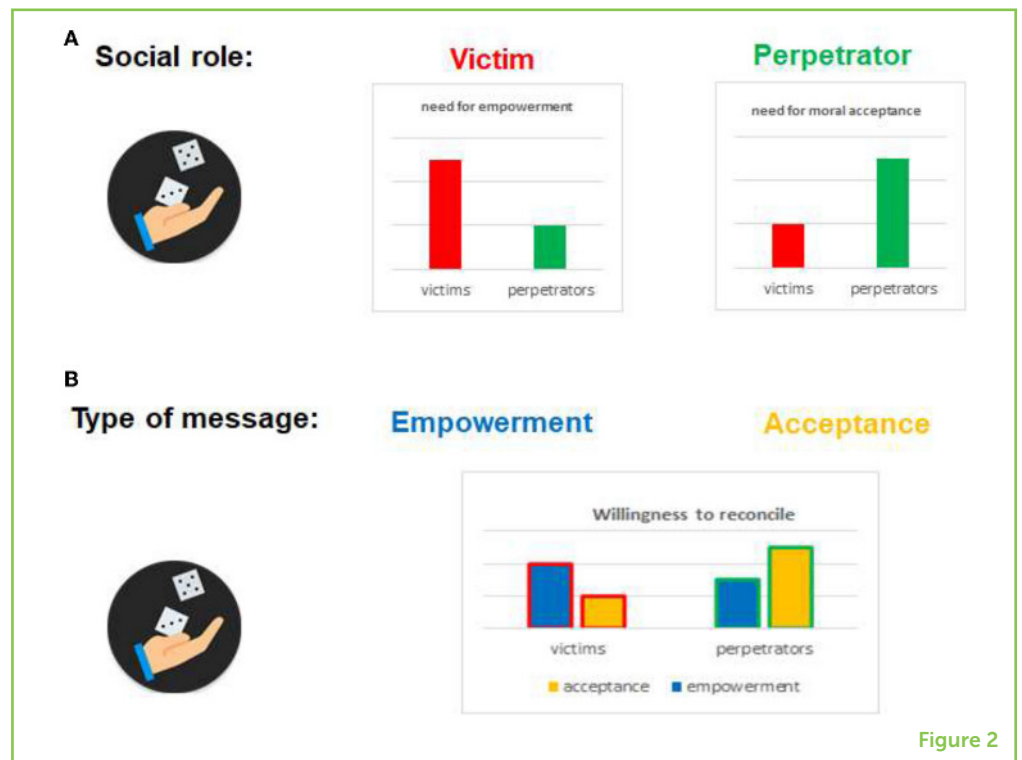 A
Social role:
Victim
Perpetrator
need for empowerment
need for moral acceptance
victims perpetrators
victims perpetrators
B
Type of message:
Empowerment
Acceptance
Willingness to reconcile
victims perpetrators
acceptance empowerment
Figure 2